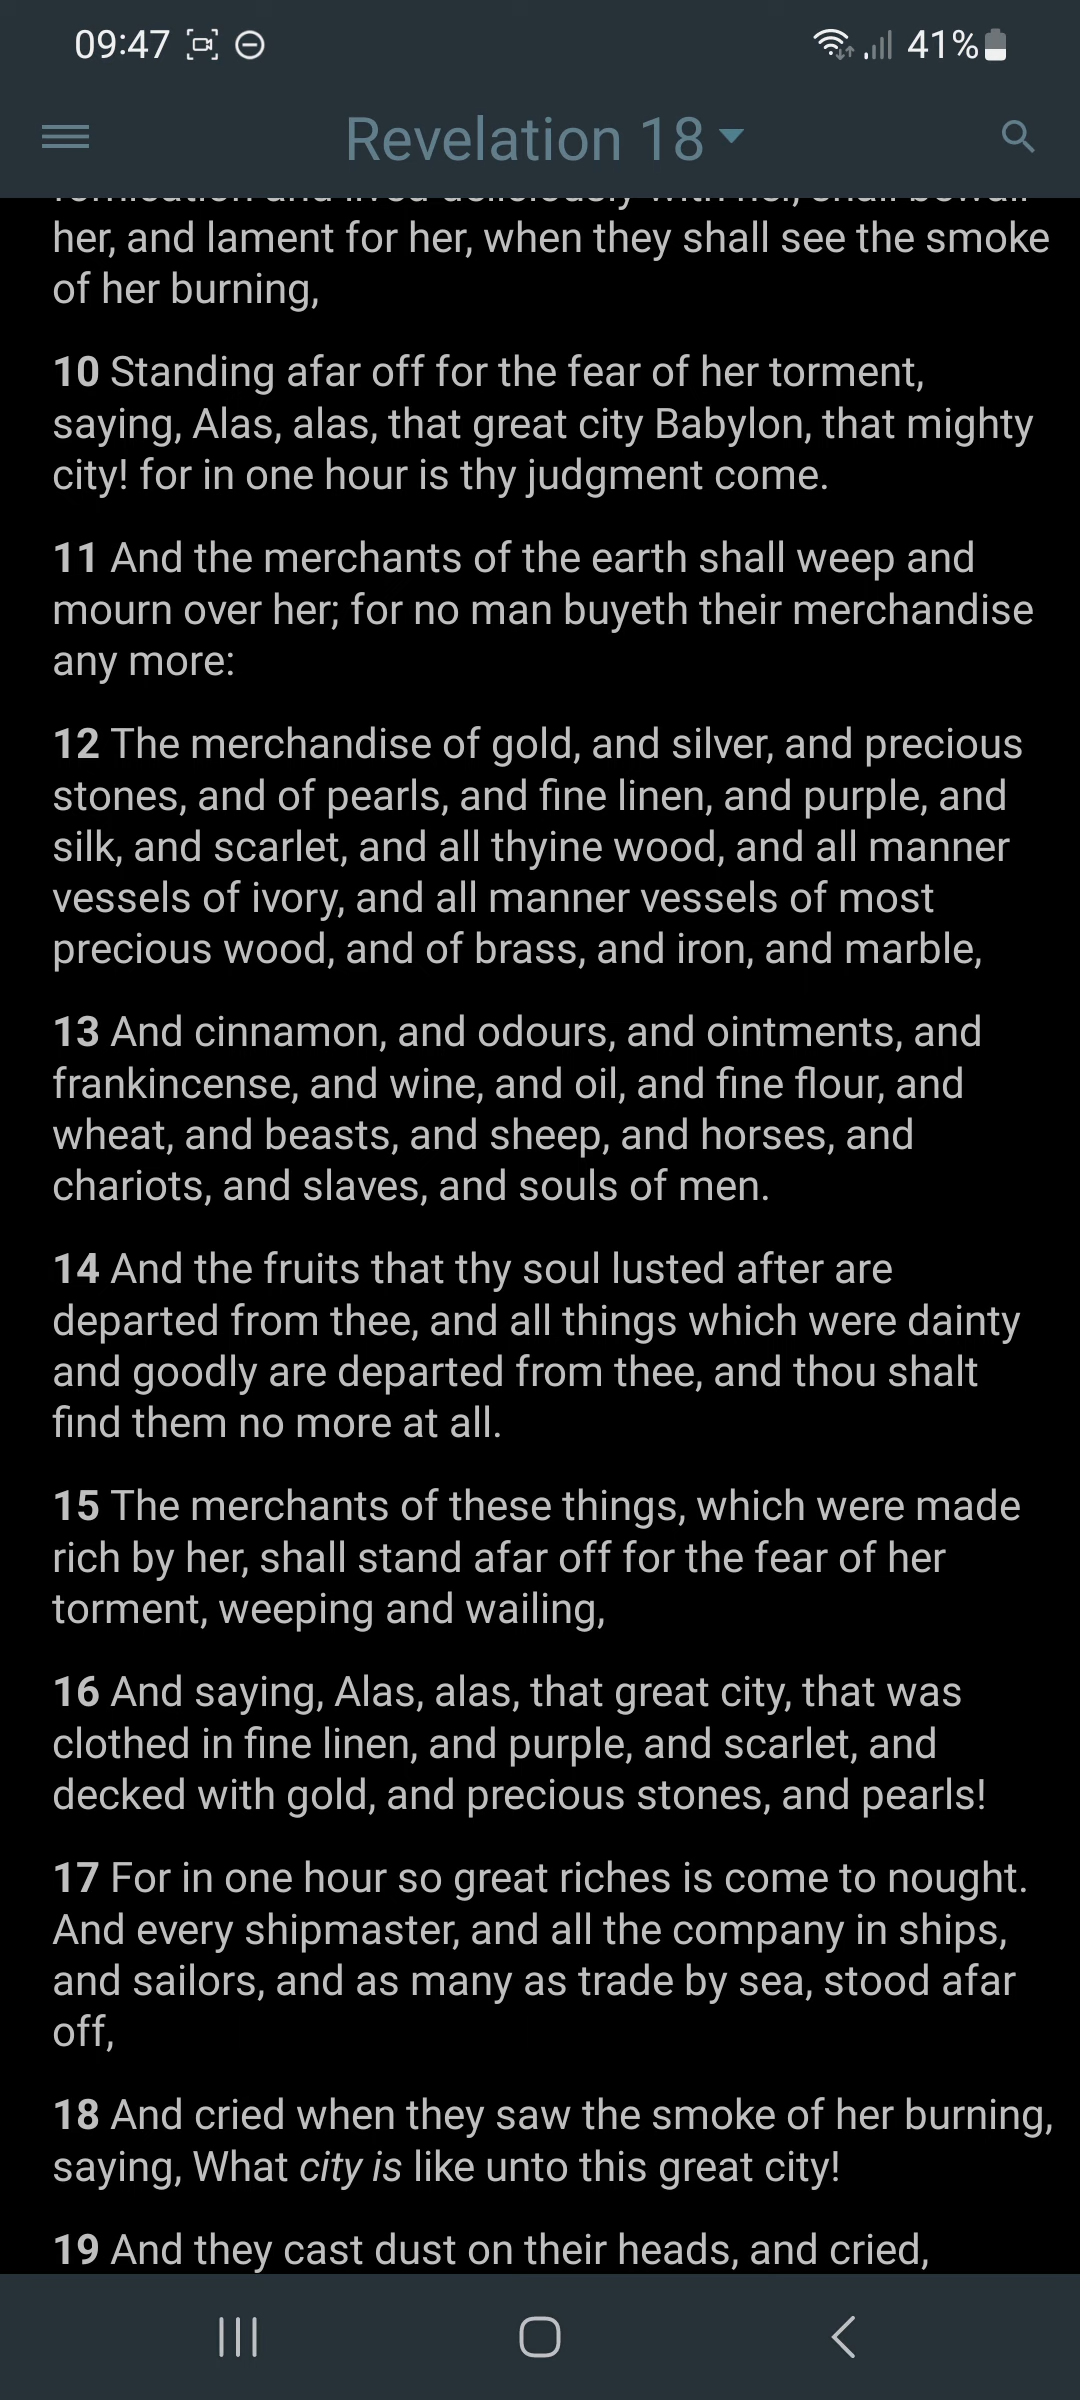 09:47
41%
Revelation 18
her, and lament for her, when they shall see the smoke
of her burning,
10 Standing afar off for the fear of her torment,
saying, Alas, alas, that great city Babylon, that mighty
city! for in one hour is thy judgment come.
11 And the merchants of the earth shall weep and
mourn over her; for no man buyeth their merchandise
any more:
12 The merchandise of gold, and silver, and precious
stones, and of pearls, and fine linen, and purple, and
silk, and scarlet, and all thyine wood, and all manner
vessels of ivory, and all manner vessels of most
precious wood, and of brass, and iron, and marble,
13 And cinnamon, and odours, and ointments, and
frankincense, and wine, and oil, and fine flour, and
wheat, and beasts, and sheep, and horses, and
chariots, and slaves, and souls of men.
14 And the fruits that thy soul lusted after are
departed from thee, and all things which were dainty
and goodly are departed from thee, and thou shalt
find them no more at all.
15 The merchants of these things, which were made
rich by her, shall stand afar off for the fear of her
torment, weeping and wailing,
16 And saying, Alas, alas, that great city, that was
clothed in fine linen, and purple, and scarlet, and
decked with gold, and precious stones, and pearls!
17 For in one hour so great riches is come to nought.
And every shipmaster, and all the company in ships,
and sailors, and as many as trade by sea, stood afar
off,
18 And cried when they saw the smoke of her burning,
saying, What city is like unto this great city!
19 And they cast dust on their heads, and cried,